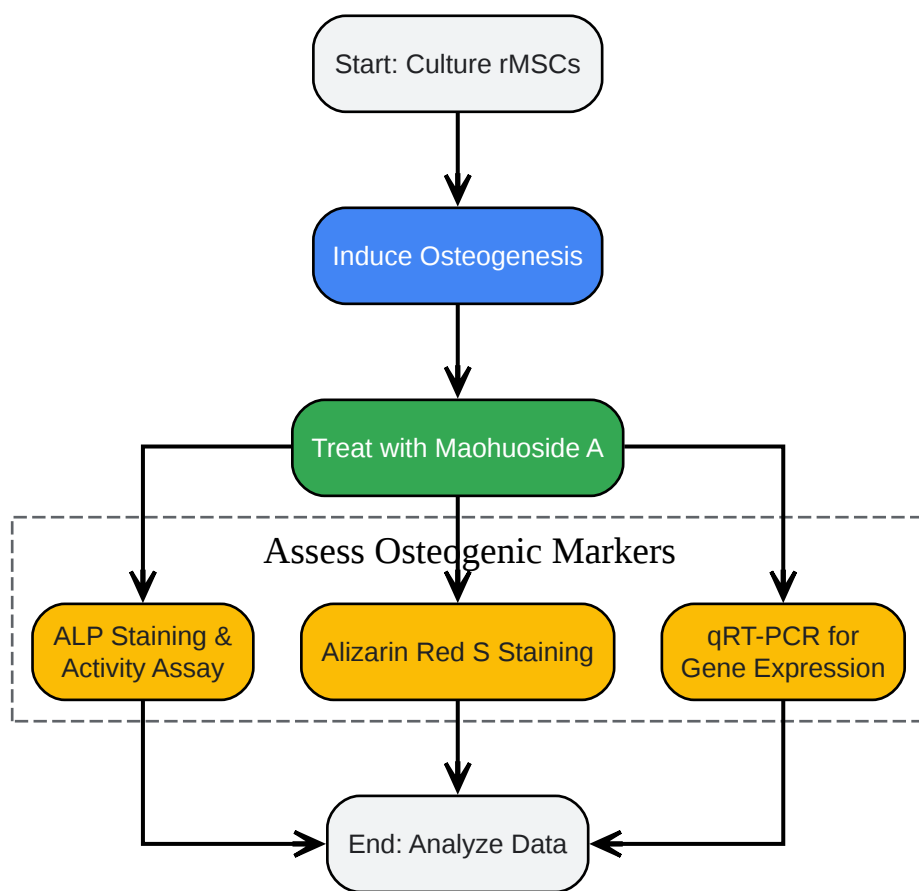 Start: Culture rMSCs
Induce Osteogenesis
Treat with Maohuoside A
Assess Osteogenic Markers
ALP Staining &
Activity Assay
Alizarin Red S Staining
qRT-PCR for
Gene Expression
End: Analyze Data